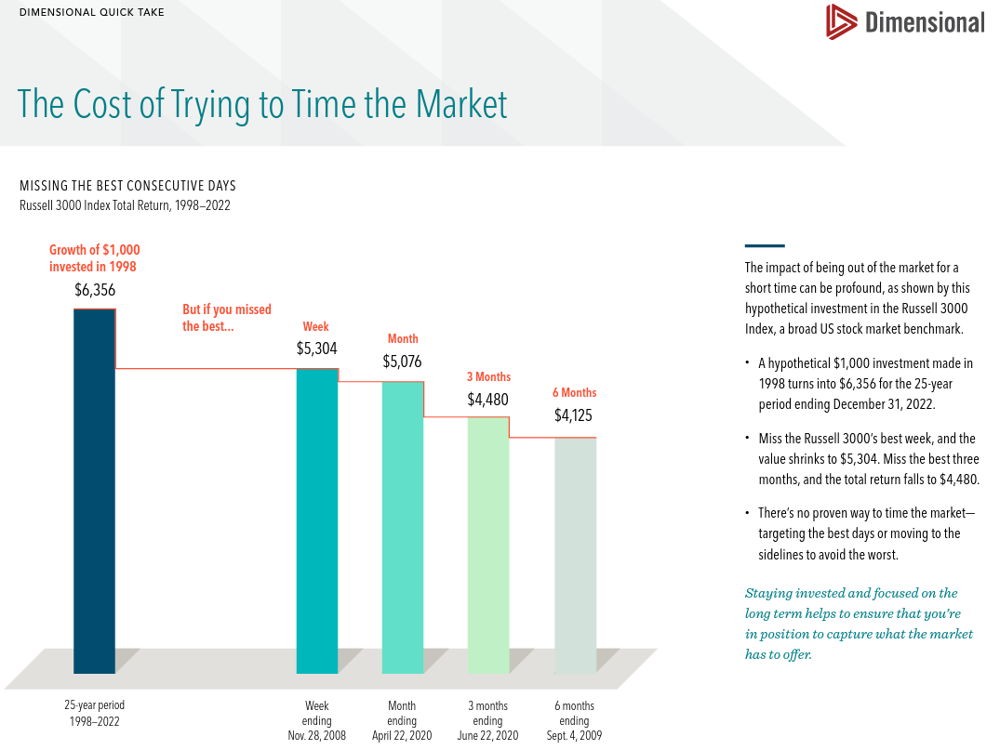 DIMENSIONAL QUICK TAKE
Dimensional
The Cost of Trying to Time the Market
MISSING THE BEST CONSECUTIVE DAYS
Russell 3000 Index Total Return, 1998–2022
Growth of $1,000
invested in 1998
$6,356
But if you missed
the best...
Week
$5,304
Month
$5,076
3 Months
$4,480
6 Months
$4,125
25-year period
1998–2022
Week
ending
Nov. 28, 2008
Month
ending
April 22, 2020
3 months
ending
June 22, 2020
6 months
ending
Sept. 4, 2009
The impact of being out of the market for a
short time can be profound, as shown by this
hypothetical investment in the Russell 3000
Index, a broad US stock market benchmark.
• A hypothetical $1,000 investment made in
1998 turns into $6,356 for the 25-year
period ending December 31, 2022.
• Miss the Russell 3000’s best week, and the
value shrinks to $5,304. Miss the best three
months, and the total return falls to $4,480.
• There’s no proven way to time the market—
targeting the best days or moving to the
sidelines to avoid the worst.
Staying invested and focused on the
long term helps to ensure that you’re
in position to capture what the market
has to offer.